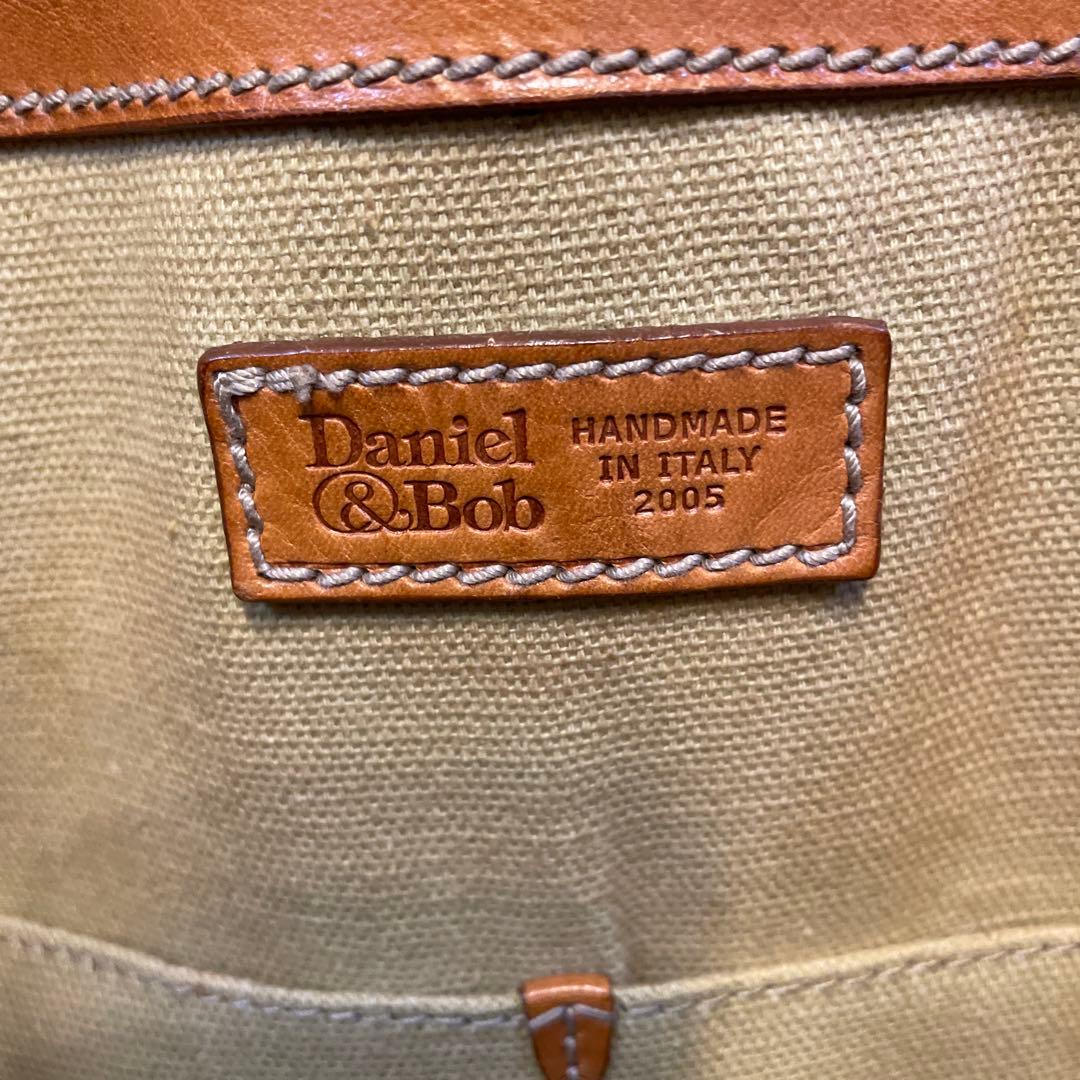 Daniel
&Bob
HANDMADE
IN ITALY
2005